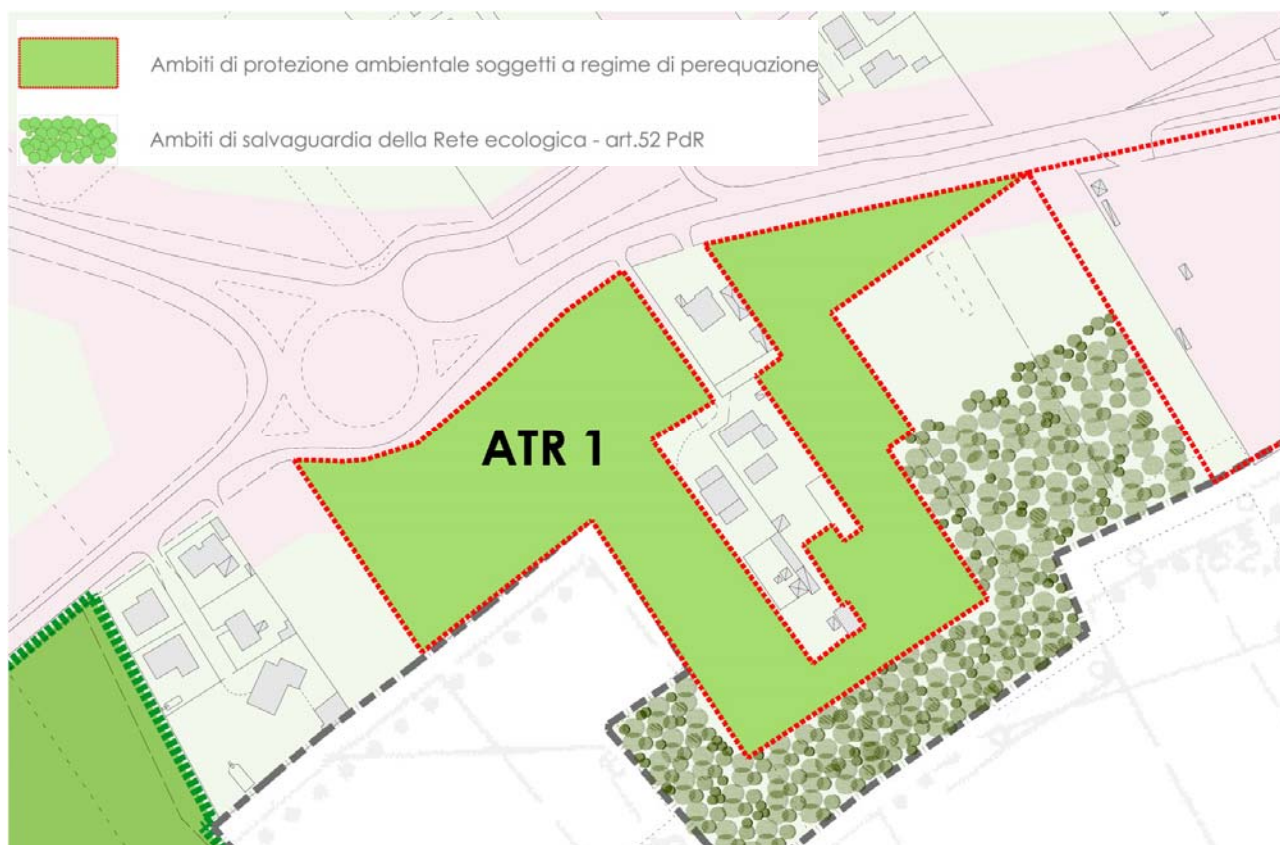 Ambiti di protezione ambientale soggetti a regime di perequazione
Ambiti di salvaguardia della Rete ecologica - art.52 PdR
ATR 1